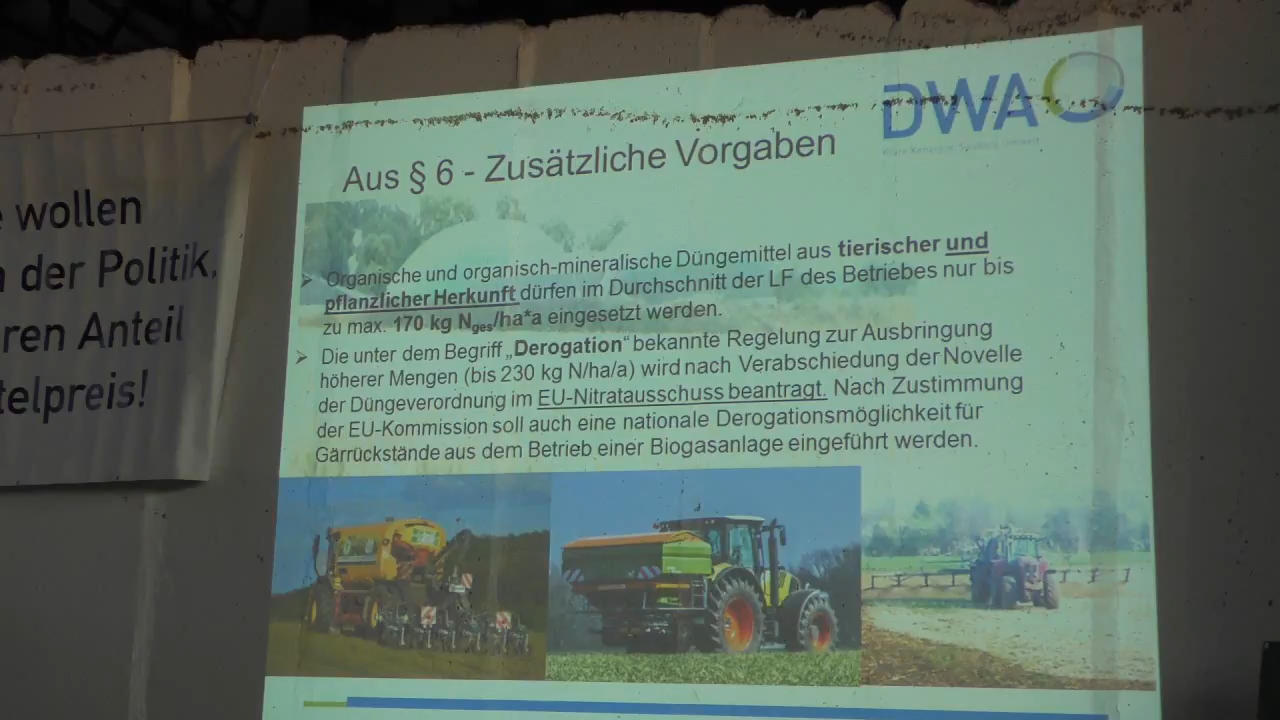 wollen
der Politik,
ren Anteil
telpreis!
DWA
Aus § 6 - Zusätzliche Vorgaben
➢ Organische und organisch-mineralische Düngemittel aus tierischer und
pflanzlicher Herkunft dürfen im Durchschnitt der LF des Betriebes nur bis
zu max. 170 kg Nges/ha*a eingesetzt werden.
➢ Die unter dem Begriff „Derogation“ bekannte Regelung zur Ausbringung
höherer Mengen (bis 230 kg N/ha/a) wird nach Verabschiedung der Novelle
der Düngeverordnung im EU-Nitratausschuss beantragt. Nach Zustimmung
der EU-Kommission soll auch eine nationale Derogationsmöglichkeit für
Gärrückstände aus dem Betrieb einer Biogasanlage eingeführt werden.